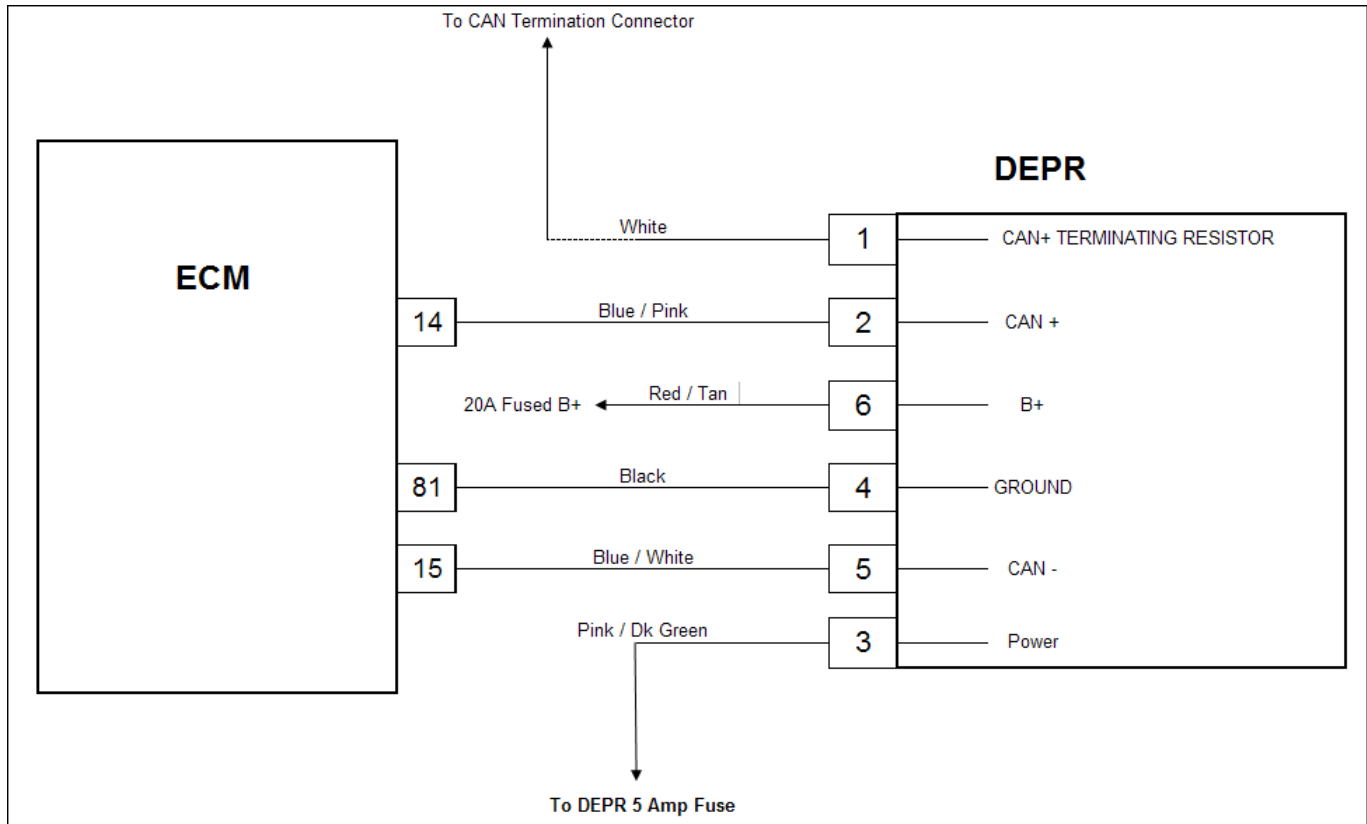 To CAN Termination Connector
DEPR
White
1
CAN+ TERMINATING RESISTOR
ECM
14
Blue / Pink
2
CAN +
20A Fused B+
Red / Tan
6
B+
81
Black
4
GROUND
15
Blue / White
5
CAN -
Pink / Dk Green
3
Power
To DEPR 5 Amp Fuse